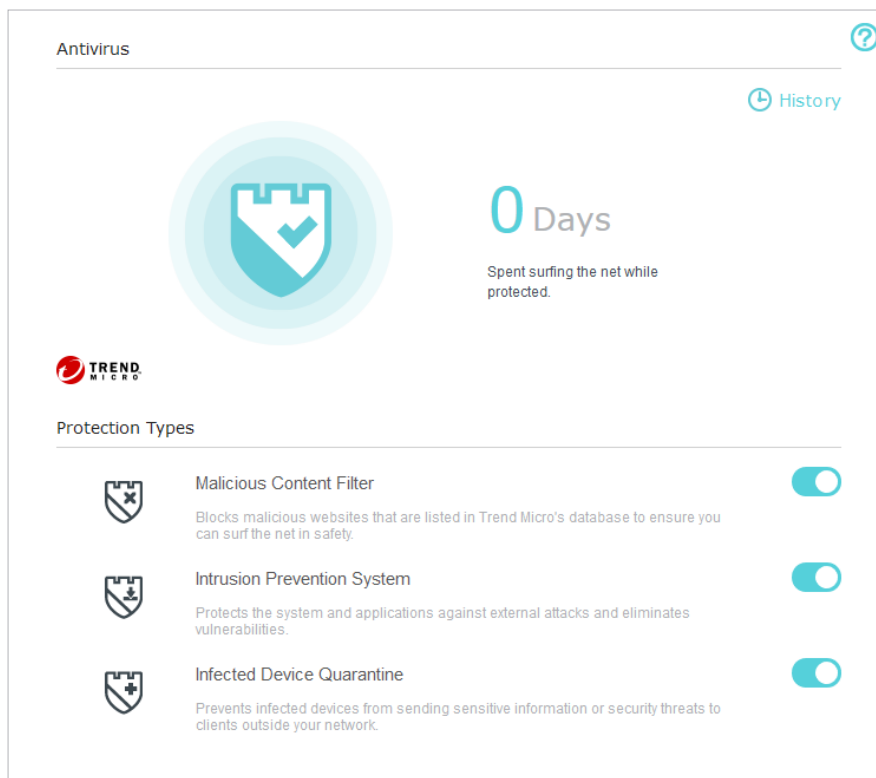 Antivirus
?
History
0 Days
Spent surfing the net while
protected.
TREND
MICRO
Protection Types
Malicious Content Filter
Blocks malicious websites that are listed in Trend Micro's database to ensure you
can surf the net in safety.
Intrusion Prevention System
Protects the system and applications against external attacks and eliminates
vulnerabilities.
Infected Device Quarantine
Prevents infected devices from sending sensitive information or security threats to
clients outside your network.